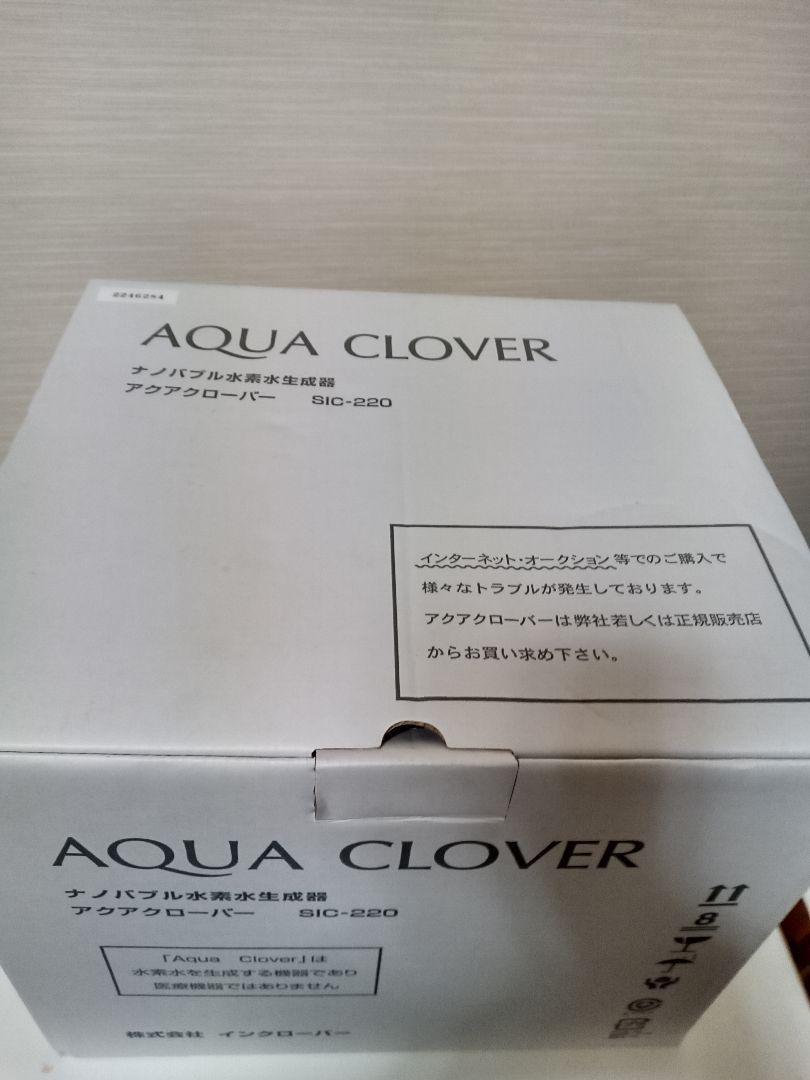 2246284
AQUA CLOVER
ナノバブル水素水生成器
アクアクローバー SIC-220
インターネット・オークション等でのご購入で
様々なトラブルが発生しております。
アクアクローバーは弊社若しくは正規販売店
からお買い求め下さい。
AQUA CLOVER
ナノバブル水素水生成器
アクアクローバー SIC-220
「Aqua Clover」は
水素水を生成する機器であり
医療機器ではありません
株式会社 インクローバー
8